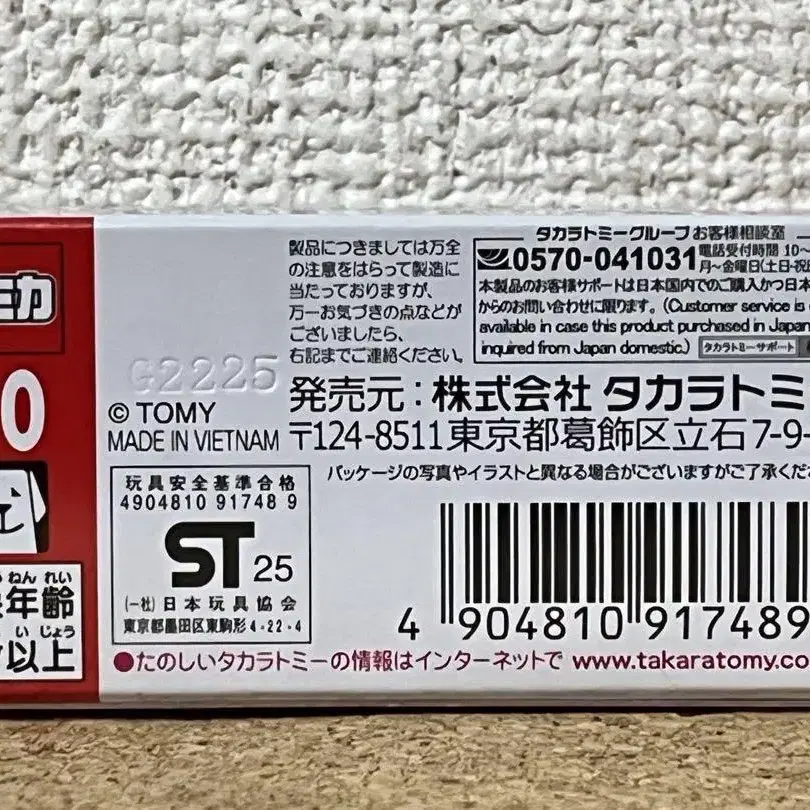 ミカ
0
ねん れい
年齢
い じょう
以上
製品につきましては万全
の注意をはらって製造に
当たっておりますが、
万一お気づきの点などが
ございましたら、
右記までご連絡ください。
タカラトミーグループお客様相談室
0570-041031 電話受付時間 10〜
月〜金曜日(土日・祝
本製品のお客様サポートは日本国内でのご購入かつ日本
からのお問い合わせに限ります。(Customer service is
available in case this product purchased in Japan
inquired from Japan domestic.) タカラトミーサポート
G2225
© TOMY
MADE IN VIETNAM
発売元:株式会社 タカラトミ
〒124-8511東京都葛飾区立石7-9-
パッケージの写真やイラストと異なる場合がございますがご了承くだ
玩具安全基準合格
4904810 91748 9
ST 25
(一社)日本玩具協会
東京都墨田区東駒形4-22-4
4 904810 917489
●たのしいタカラトミーの情報はインターネットで www.takaratomy.co